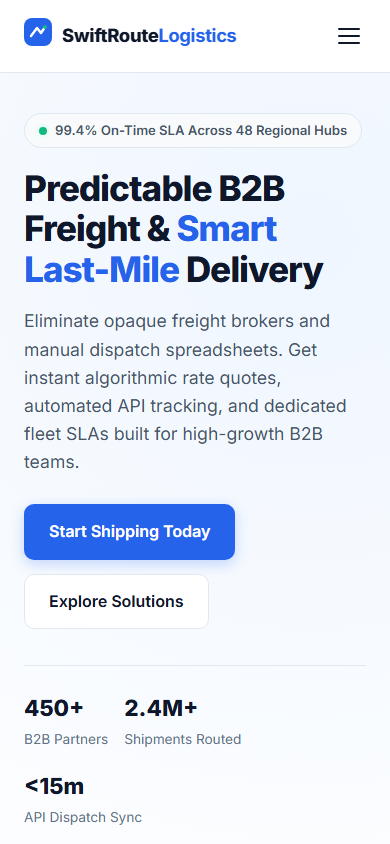 SwiftRouteLogistics
99.4% On-Time SLA Across 48 Regional Hubs
Predictable B2B
Freight & Smart
Last-Mile Delivery
Eliminate opaque freight brokers and
manual dispatch spreadsheets. Get
instant algorithmic rate quotes,
automated API tracking, and dedicated
fleet SLAs built for high-growth B2B
teams.
Start Shipping Today
Explore Solutions
450+
B2B Partners
2.4M+
Shipments Routed
<15m
API Dispatch Sync